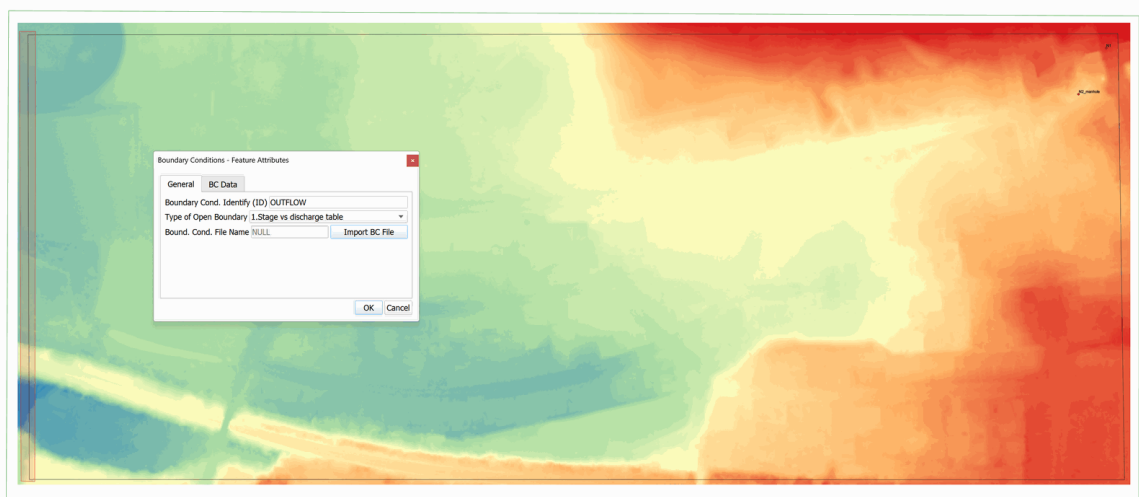 Boundary Conditions - Feature Attributes
General BC Data
Boundary Cond. Identify (ID) OUTFLOW
Type of Open Boundary 1.Stage vs discharge table
Bound. Cond. File Name NULL Import BC File
OK Cancel